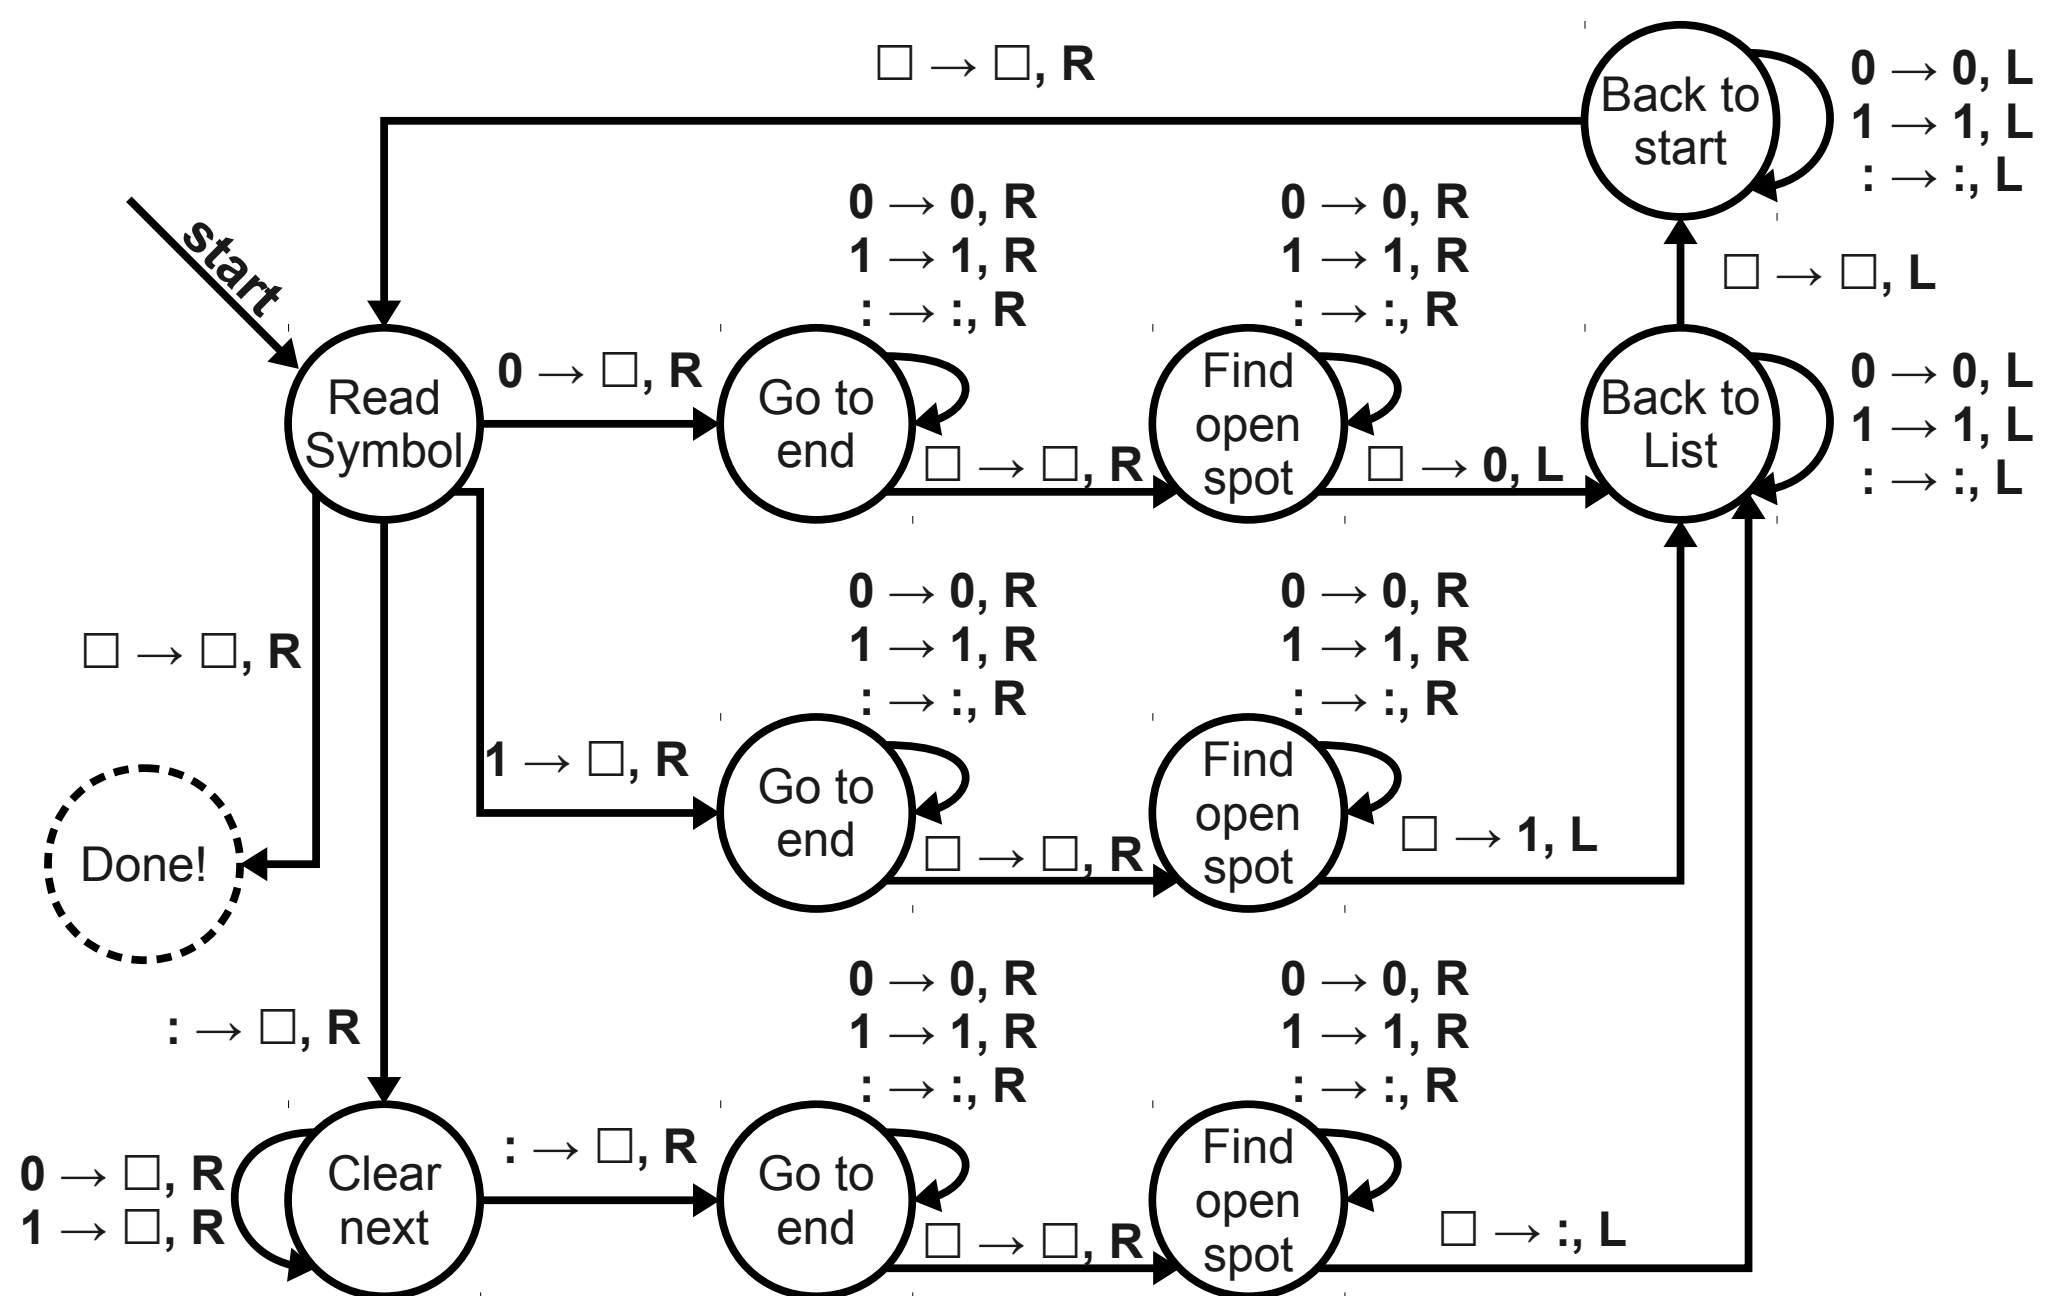 □ → □, R
Back to
start
0 → 0, L
1 → 1, L
: → :, L
start
0 → 0, R
1 → 1, R
: → :, R
0 → 0, R
1 → 1, R
: → :, R
□ → □, L
Read
Symbol
0 → □, R
Go to
end
□ → □, R
Find
open
spot
□ → 0, L
Back to
List
0 → 0, L
1 → 1, L
: → :, L
□ → □, R
1 → □, R
0 → 0, R
1 → 1, R
: → :, R
Go to
end
□ → □, R
0 → 0, R
1 → 1, R
: → :, R
Find
open
spot
□ → 1, L
Done!
: → □, R
0 → □, R
1 → □, R
Clear
next
: → □, R
0 → 0, R
1 → 1, R
: → :, R
Go to
end
□ → □, R
0 → 0, R
1 → 1, R
: → :, R
Find
open
spot
□ → :, L